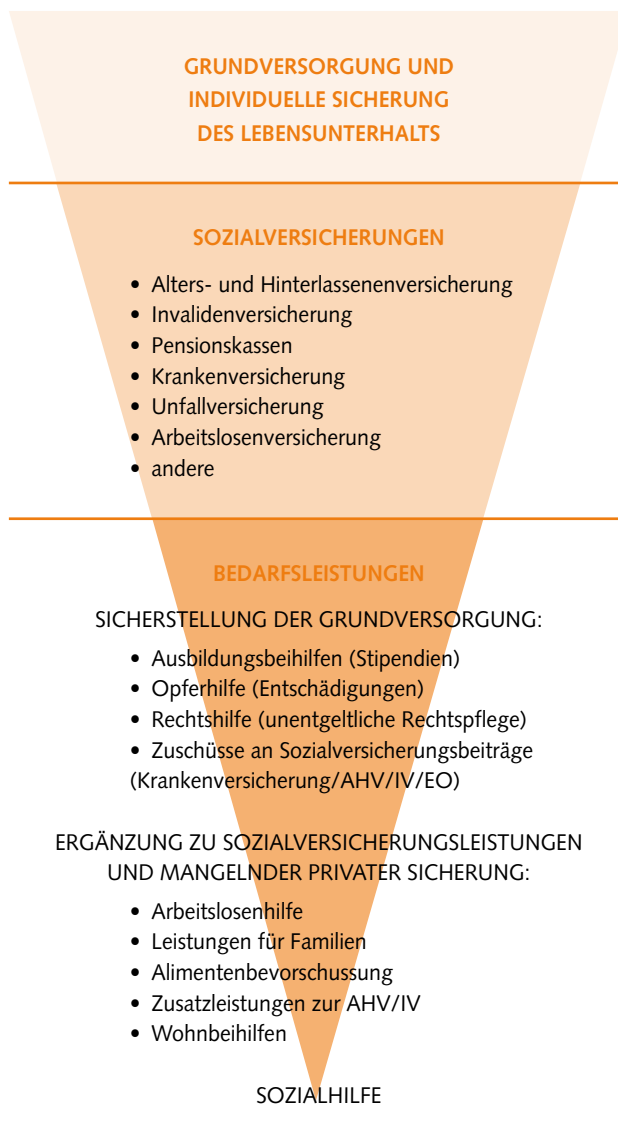 GRUNDVERSORGUNG UND
INDIVIDUELLE SICHERUNG
DES LEBENSUNTERHALTS
SOZIALVERSICHERUNGEN
• Alters- und Hinterlassenenversicherung
• Invalidenversicherung
• Pensionskassen
• Krankenversicherung
• Unfallversicherung
• Arbeitslosenversicherung
• andere
BEDARFSLEISTUNGEN
SICHERSTELLUNG DER GRUNDVERSORGUNG:
• Ausbildungsbeihilfen (Stipendien)
• Opferhilfe (Entschädigungen)
• Rechtshilfe (unentgeltliche Rechtspflege)
• Zuschüsse an Sozialversicherungsbeiträge
(Krankenversicherung/AHV/IV/EO)
ERGÄNZUNG ZU SOZIALVERSICHERUNGSLEISTUNGEN
UND MANGELNDER PRIVATER SICHERUNG:
• Arbeitslosenhilfe
• Leistungen für Familien
• Alimentenbevorschussung
• Zusatzleistungen zur AHV/IV
• Wohnbeihilfen
SOZIALHILFE